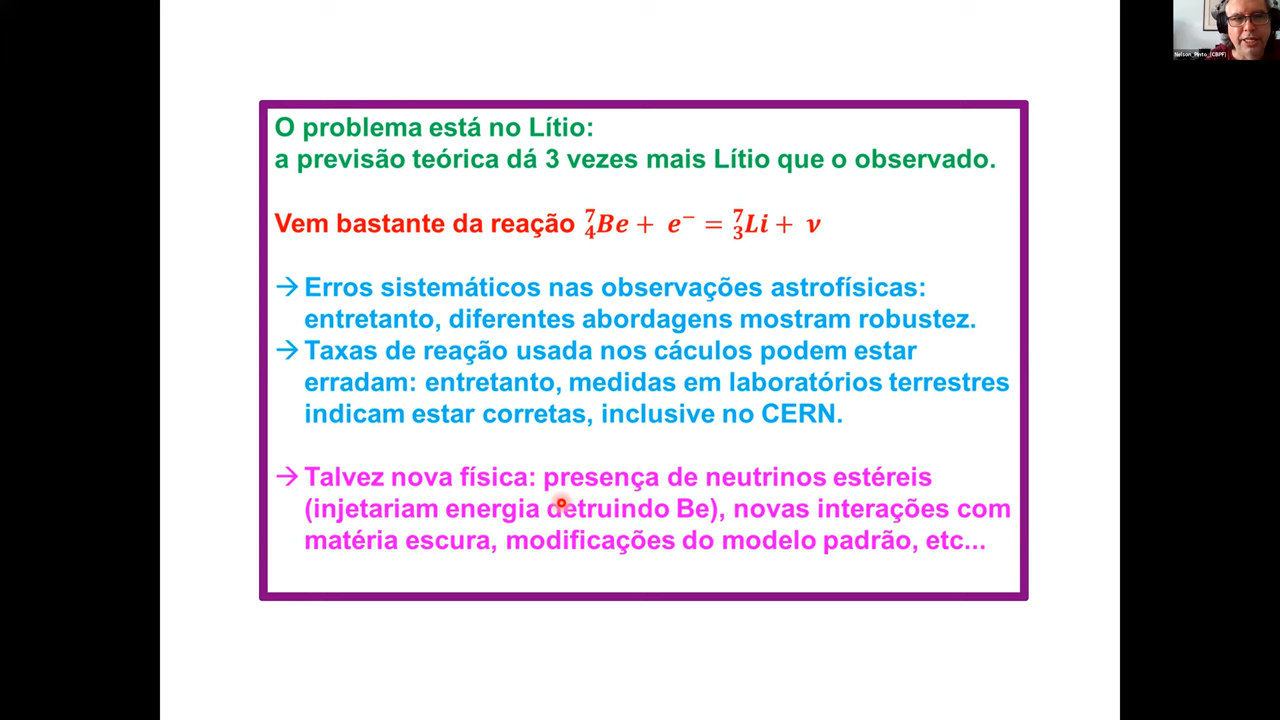 Nelson_Pinto_(CBPF)
O problema está no Lítio:
a previsão teórica dá 3 vezes mais Lítio que o observado.
Vem bastante da reação ⁷₄Be + e⁻ = ⁷₃Li + ν
→ Erros sistemáticos nas observações astrofísicas:
entretanto, diferentes abordagens mostram robustez.
→ Taxas de reação usada nos cáculos podem estar
erradam: entretanto, medidas em laboratórios terrestres
indicam estar corretas, inclusive no CERN.
→ Talvez nova física: presença de neutrinos estéreis
(injetariam energia detruindo Be), novas interações com
matéria escura, modificações do modelo padrão, etc...